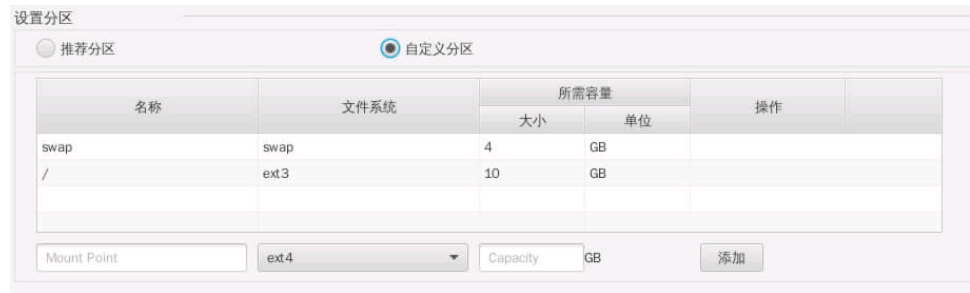 设置分区
推荐分区 自定义分区
名称 文件系统 所需容量 操作
大小 单位
swap swap 4 GB
/ ext3 10 GB
Mount Point ext4 Capacity GB 添加